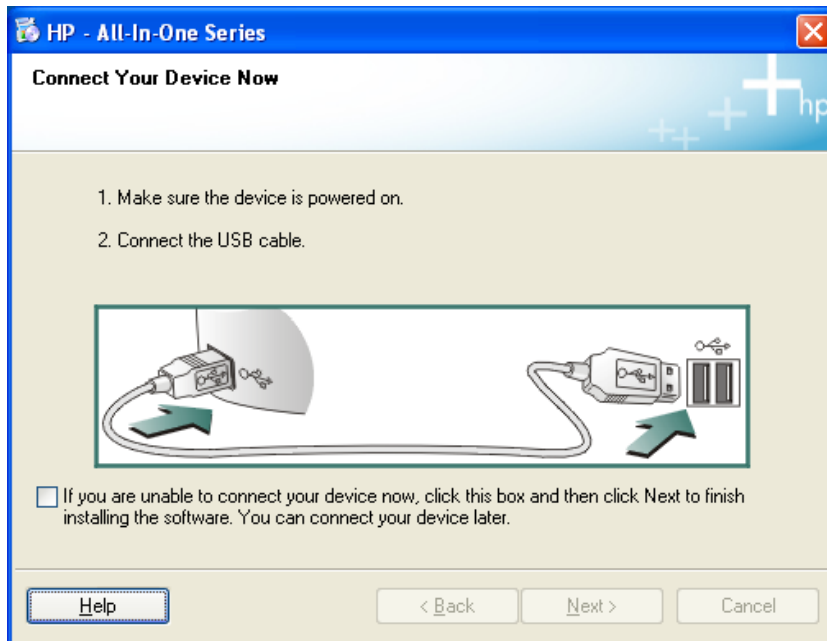 HP - All-In-One Series
Connect Your Device Now
hp
1. Make sure the device is powered on.
2. Connect the USB cable.
If you are unable to connect your device now, click this box and then click Next to finish
installing the software. You can connect your device later.
Help
< Back
Next >
Cancel